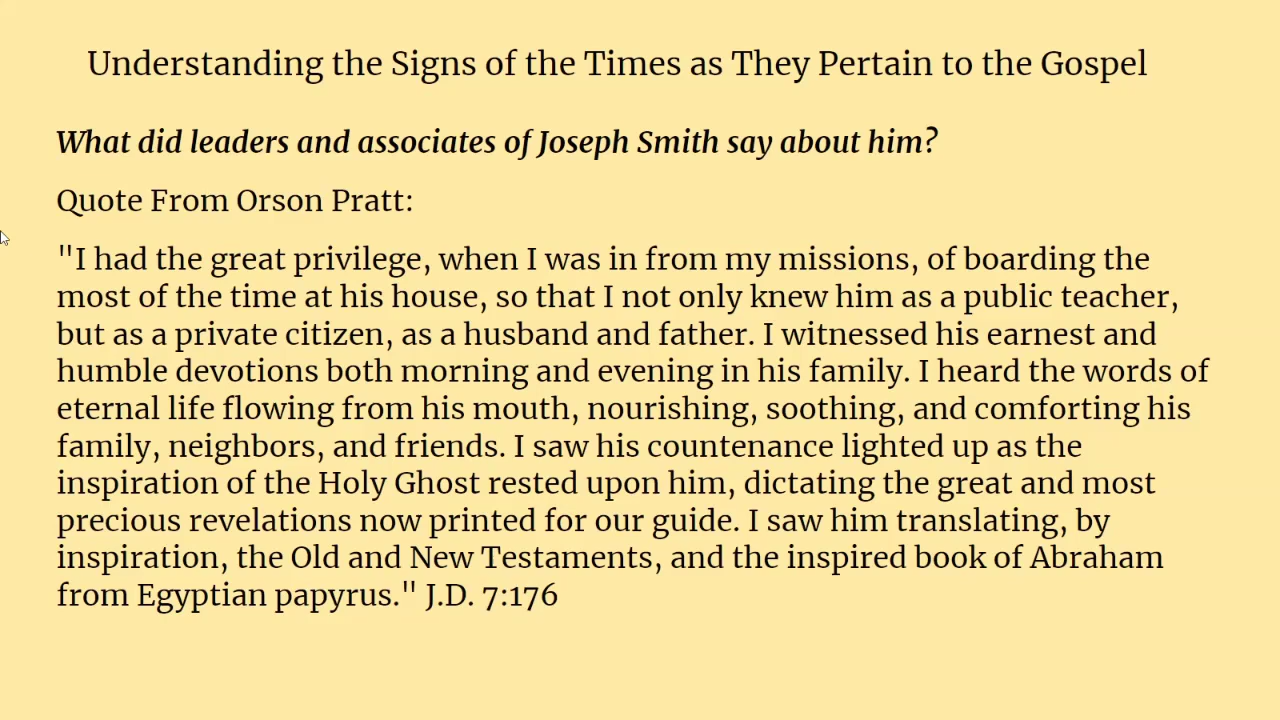 Understanding the Signs of the Times as They Pertain to the Gospel
What did leaders and associates of Joseph Smith say about him?
Quote From Orson Pratt:
"I had the great privilege, when I was in from my missions, of boarding the
most of the time at his house, so that I not only knew him as a public teacher,
but as a private citizen, as a husband and father. I witnessed his earnest and
humble devotions both morning and evening in his family. I heard the words of
eternal life flowing from his mouth, nourishing, soothing, and comforting his
family, neighbors, and friends. I saw his countenance lighted up as the
inspiration of the Holy Ghost rested upon him, dictating the great and most
precious revelations now printed for our guide. I saw him translating, by
inspiration, the Old and New Testaments, and the inspired book of Abraham
from Egyptian papyrus." J.D. 7:176